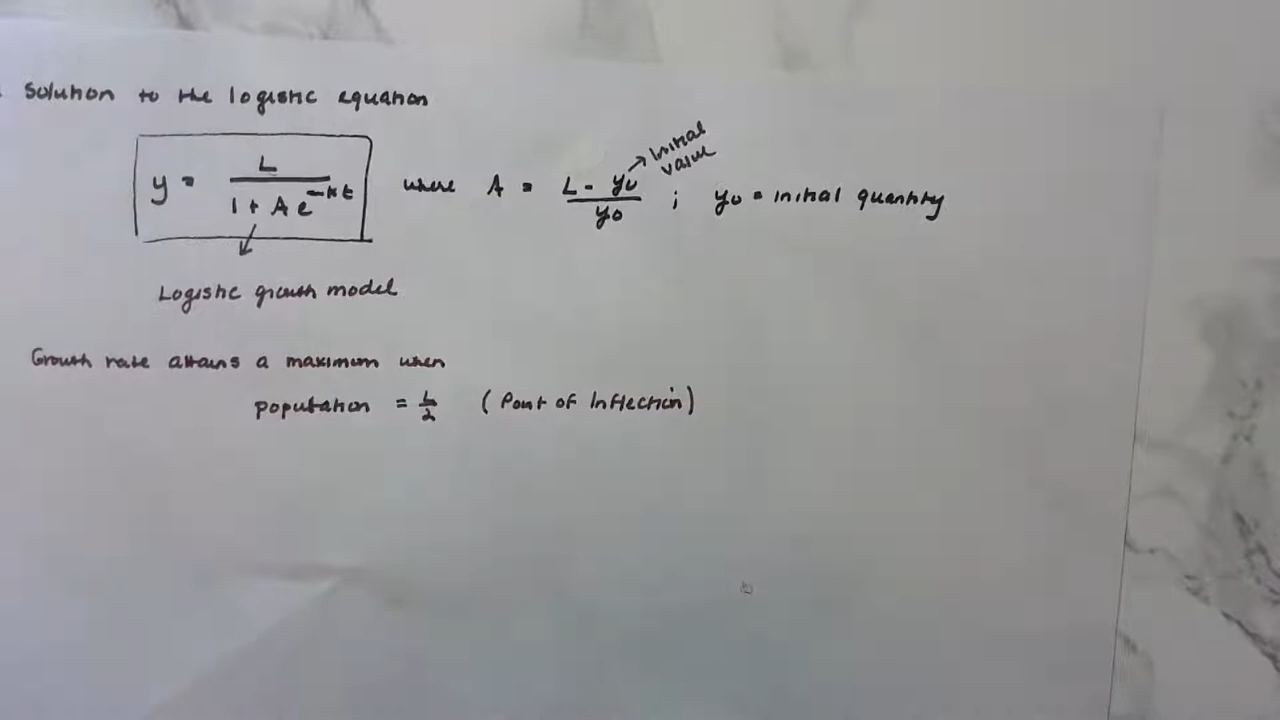 Solution to the logistic equation
y = L / (1 + A e^{-kt}) where A = (L - y0) / y0 ; y0 = initial quantity
→ initial value
Logistic growth model
Growth rate attains a maximum when
population = L/2 (Point of Inflection)